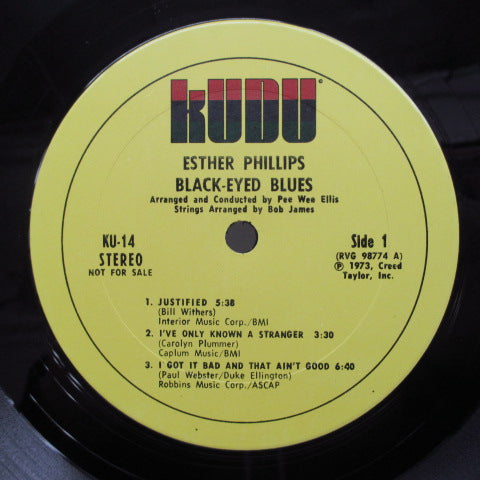 KUDU®
ESTHER PHILLIPS
BLACK-EYED BLUES
Arranged and Conducted by Pee Wee Ellis
Strings Arranged by Bob James
KU-14
STEREO
NOT FOR SALE
Side 1
(RVG 98774 A)
℗ 1973, Creed
Taylor, Inc.
1. JUSTIFIED 5:38
(Bill Withers)
Interior Music Corp./BMI
2. I'VE ONLY KNOWN A STRANGER 3:30
(Carolyn Plummer)
Caplum Music/BMI
3. I GOT IT BAD AND THAT AIN'T GOOD 6:40
(Paul Webster/Duke Ellington)
Robbins Music Corp./ASCAP